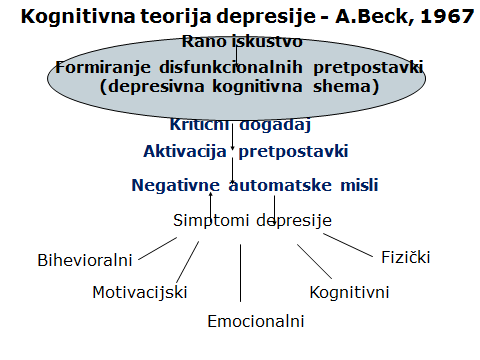 Kognitivna teorija depresije - A.Beck, 1967
Rano iskustvo
Formiranje disfunkcionalnih pretpostavki
(depresivna kognitivna shema)
Kritični događaj
Aktivacija pretpostavki
Negativne automatske misli
Simptomi depresije
Bihevioralni
Fizički
Motivacijski
Kognitivni
Emocionalni